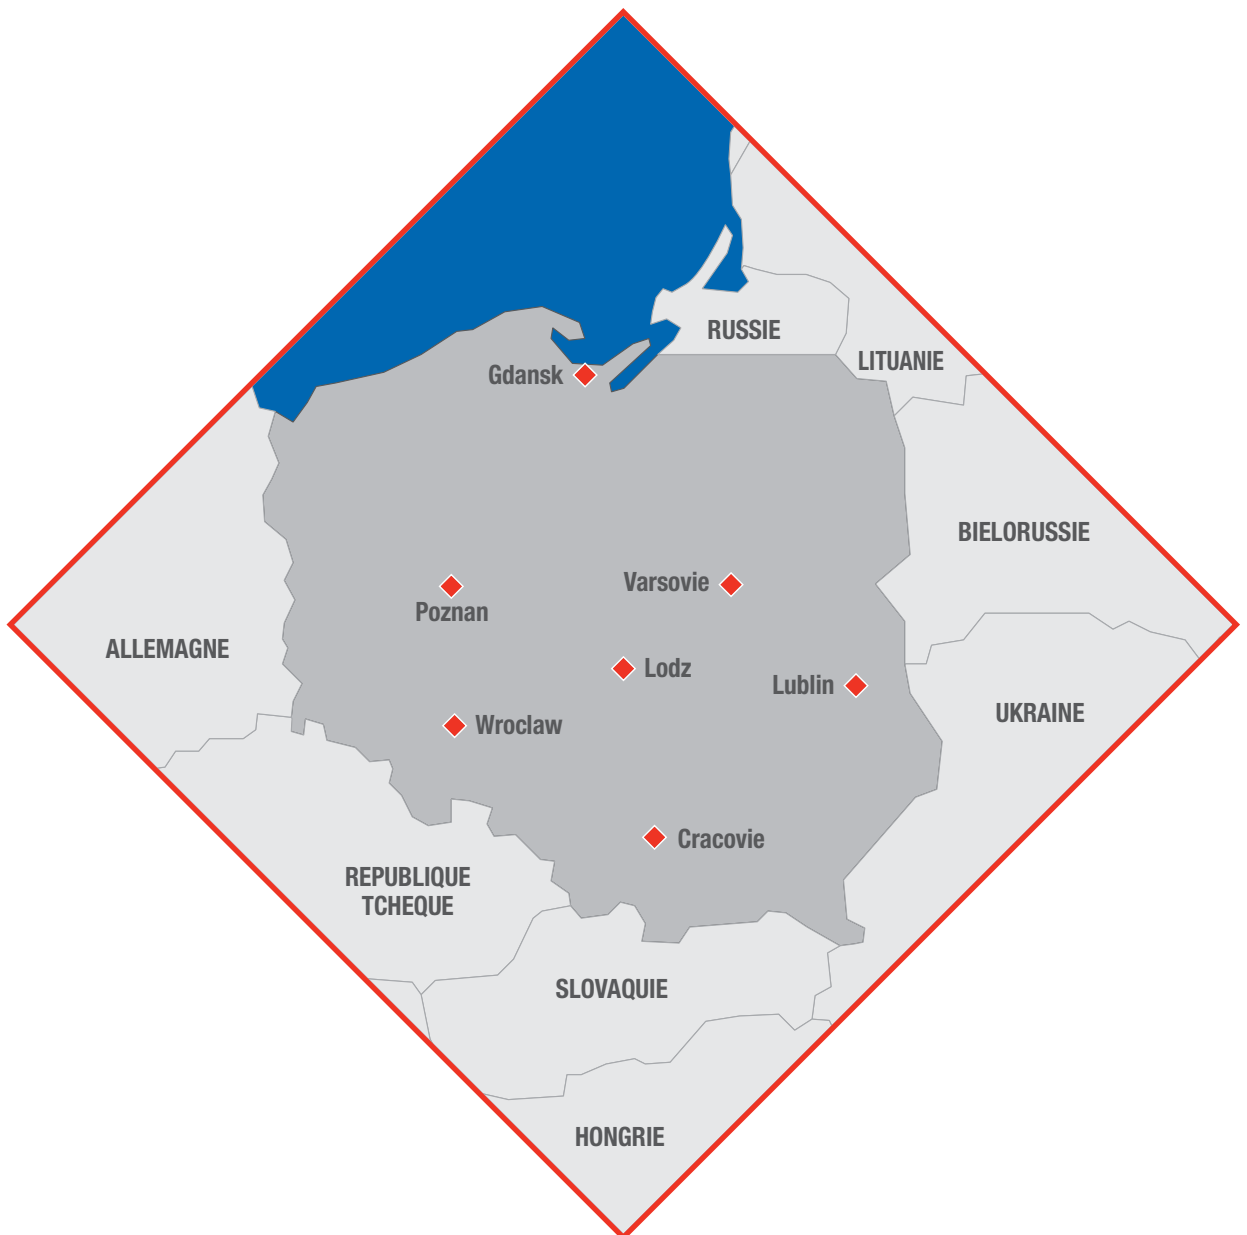 RUSSIE
LITUANIE
Gdansk
BIELORUSSIE
Varsovie
Poznan
ALLEMAGNE
Lodz
Lublin
UKRAINE
Wroclaw
Cracovie
REPUBLIQUE
TCHEQUE
SLOVAQUIE
HONGRIE